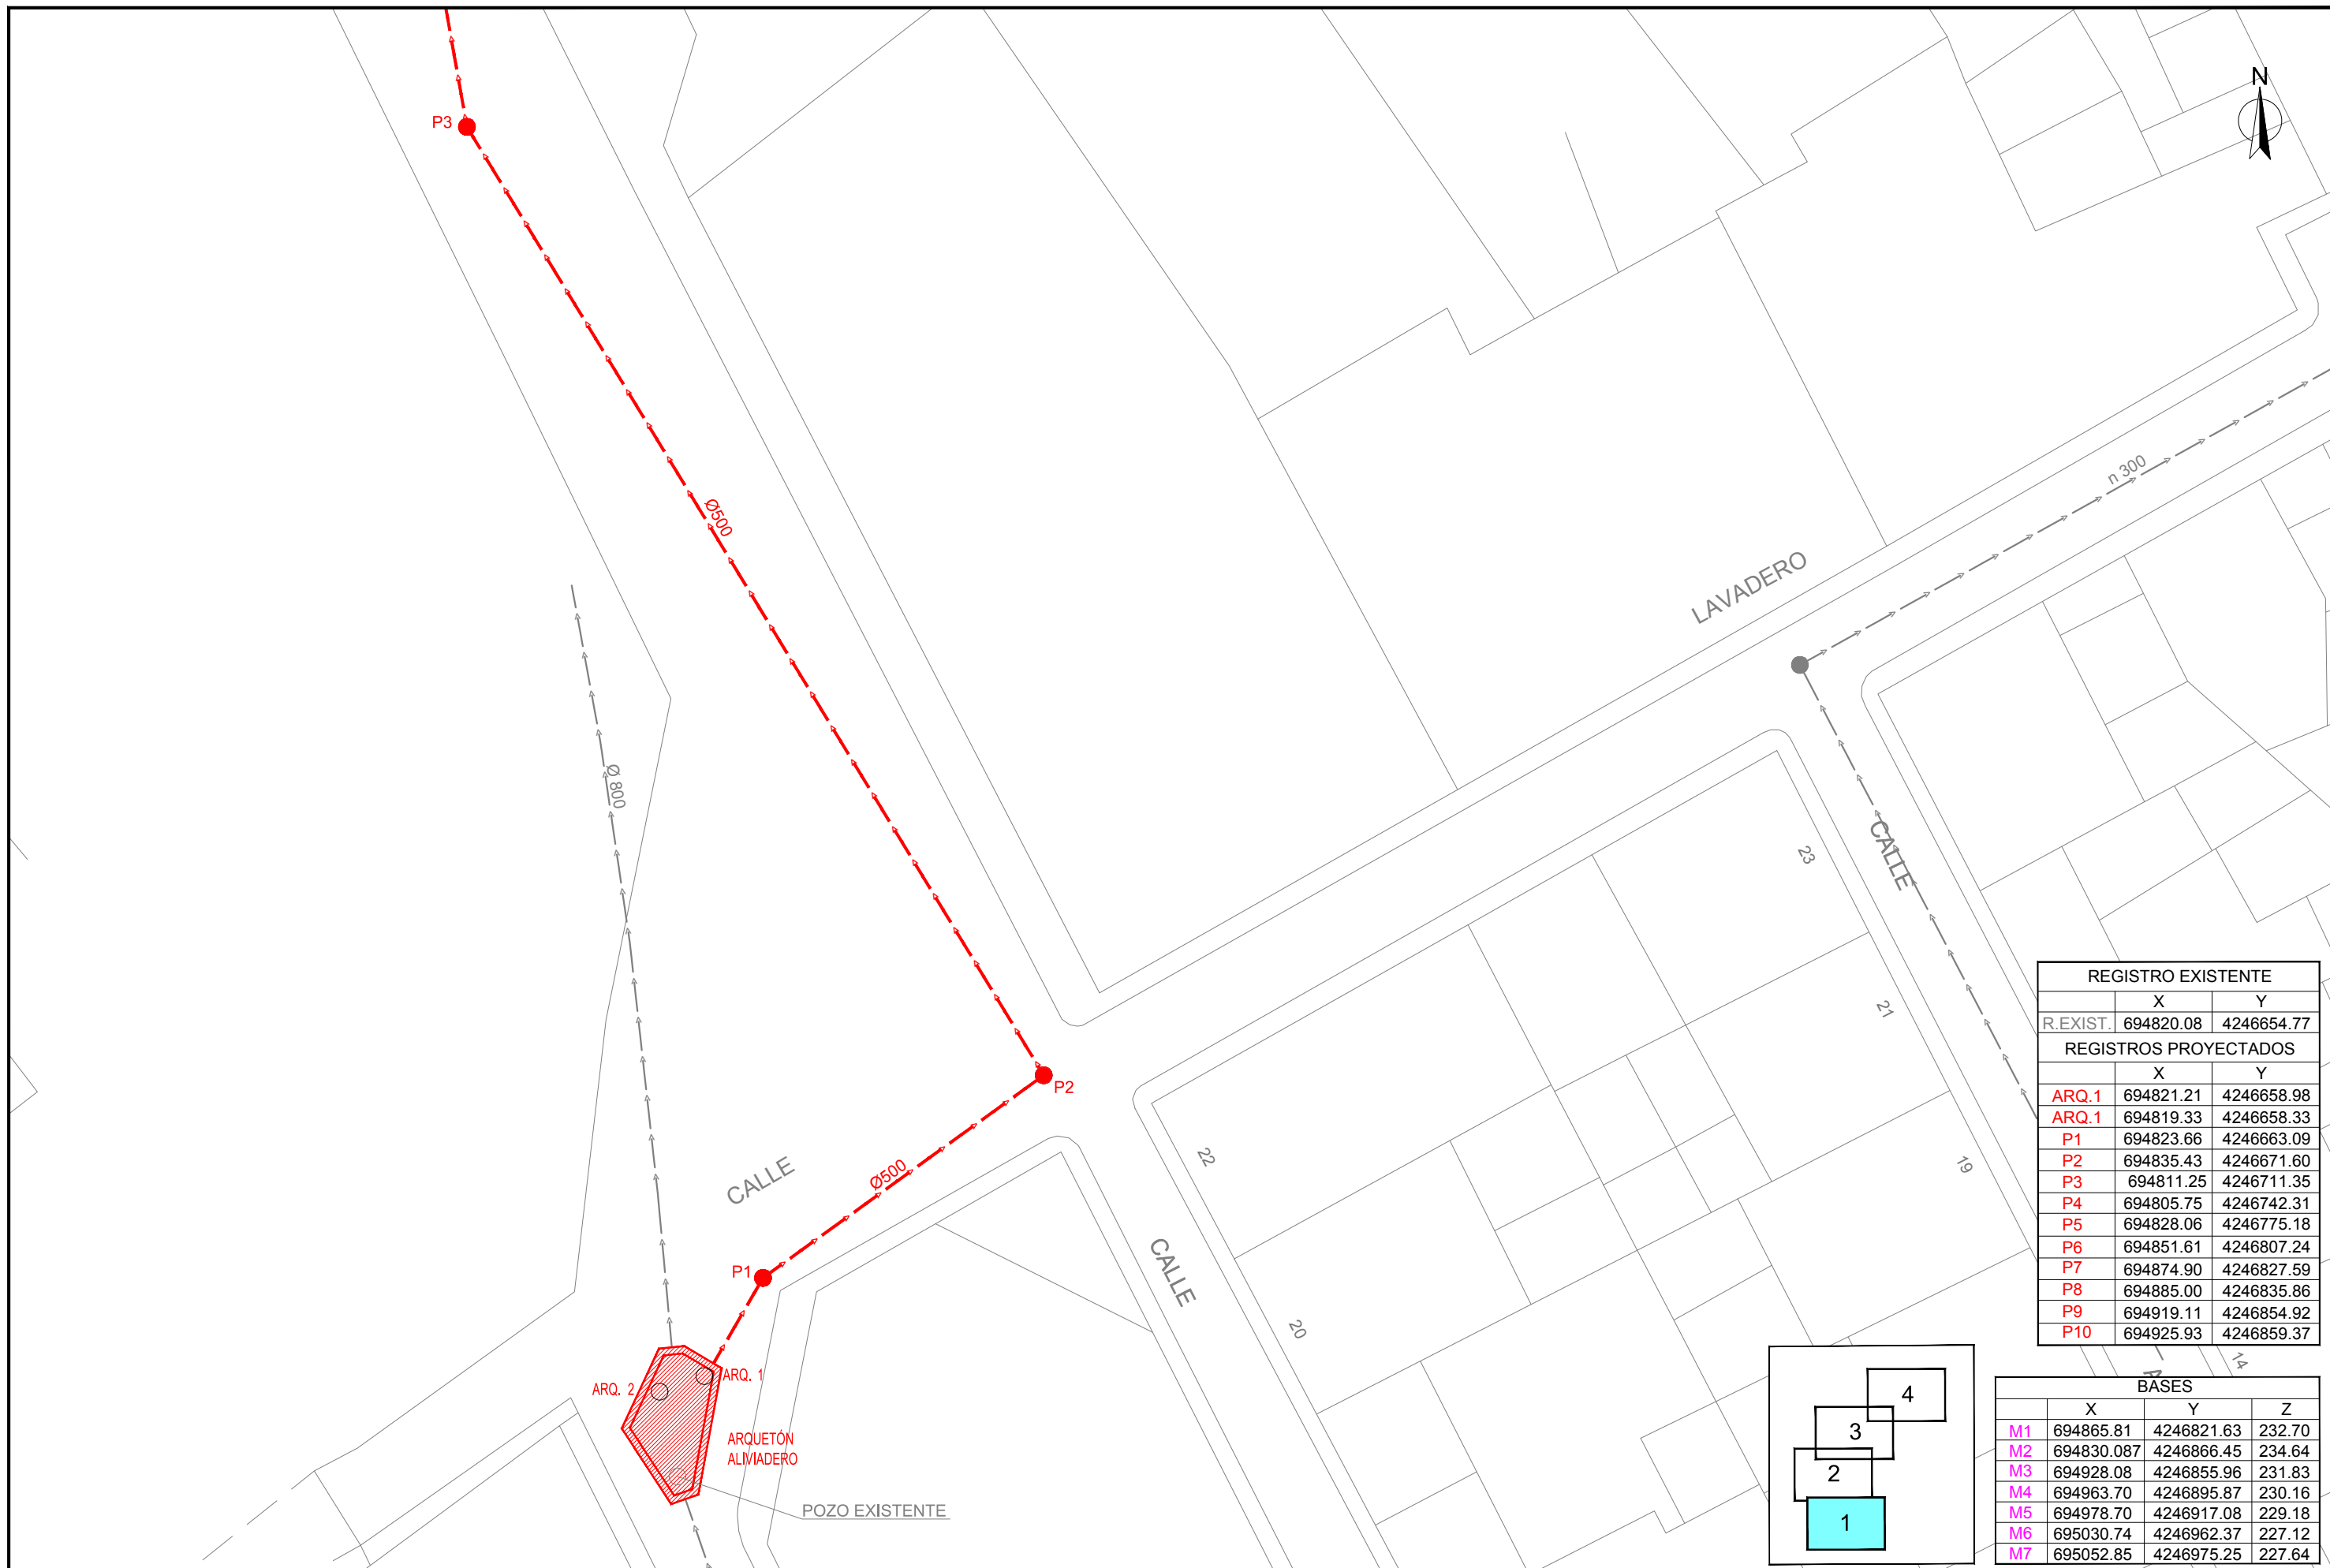 N
P3
Ø500
n 300
LAVADERO
Ø 800
CALLE
23
21
19
22
20
14
P2
CALLE
Ø500
CALLE
P1
ARQ. 2
ARQ. 1
ARQUETÓN
ALIVIADERO
POZO EXISTENTE
REGISTRO EXISTENTE
X Y
R.EXIST. 694820.08 4246654.77
REGISTROS PROYECTADOS
X Y
ARQ.1 694821.21 4246658.98
ARQ.1 694819.33 4246658.33
P1 694823.66 4246663.09
P2 694835.43 4246671.60
P3 694811.25 4246711.35
P4 694805.75 4246742.31
P5 694828.06 4246775.18
P6 694851.61 4246807.24
P7 694874.90 4246827.59
P8 694885.00 4246835.86
P9 694919.11 4246854.92
P10 694925.93 4246859.37
4
3
2
1
BASES
X Y Z
M1 694865.81 4246821.63 232.70
M2 694830.087 4246866.45 234.64
M3 694928.08 4246855.96 231.83
M4 694963.70 4246895.87 230.16
M5 694978.70 4246917.08 229.18
M6 695030.74 4246962.37 227.12
M7 695052.85 4246975.25 227.64